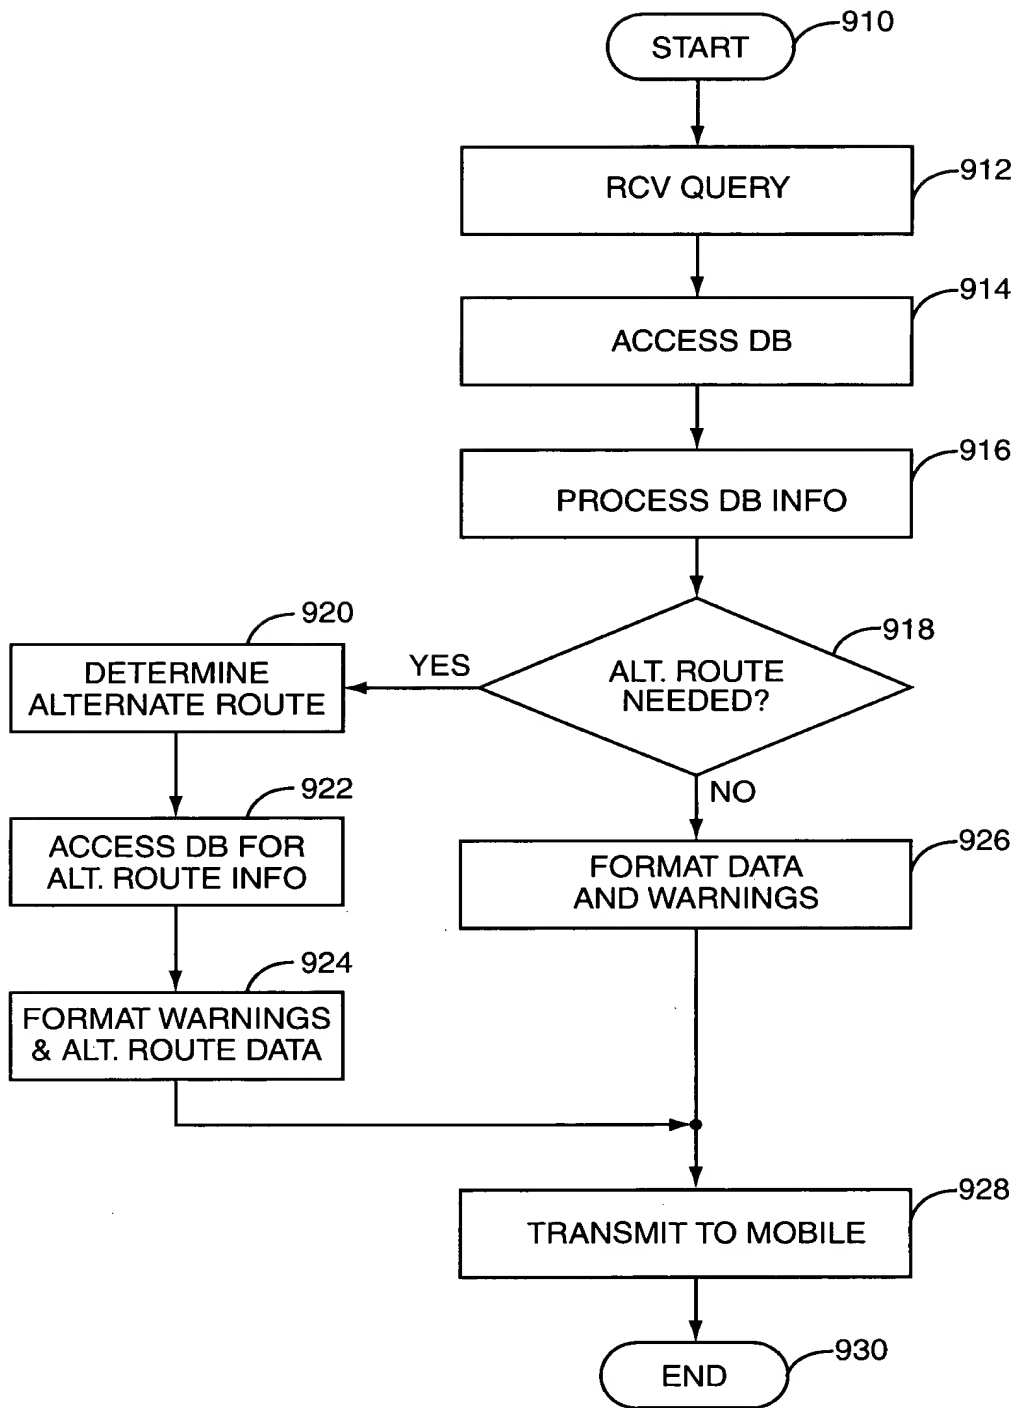 START
910
RCV QUERY
912
ACCESS DB
914
PROCESS DB INFO
916
ALT. ROUTE
NEEDED?
918
YES
NO
DETERMINE
ALTERNATE ROUTE
920
ACCESS DB FOR
ALT. ROUTE INFO
922
FORMAT WARNINGS
& ALT. ROUTE DATA
924
FORMAT DATA
AND WARNINGS
926
TRANSMIT TO MOBILE
928
END
930